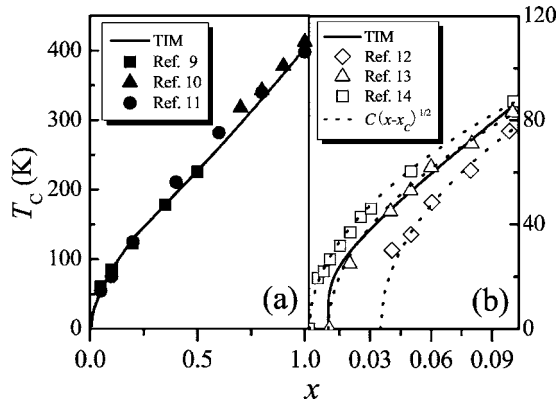 400
300
200
100
0
T_C (K)
TIM
Ref. 9
Ref. 10
Ref. 11
(a)
0.0
0.5
1.0
TIM
Ref. 12
Ref. 13
Ref. 14
C(x-x_C)^{1/2}
(b)
120
80
40
0
0.03
0.06
0.09
x